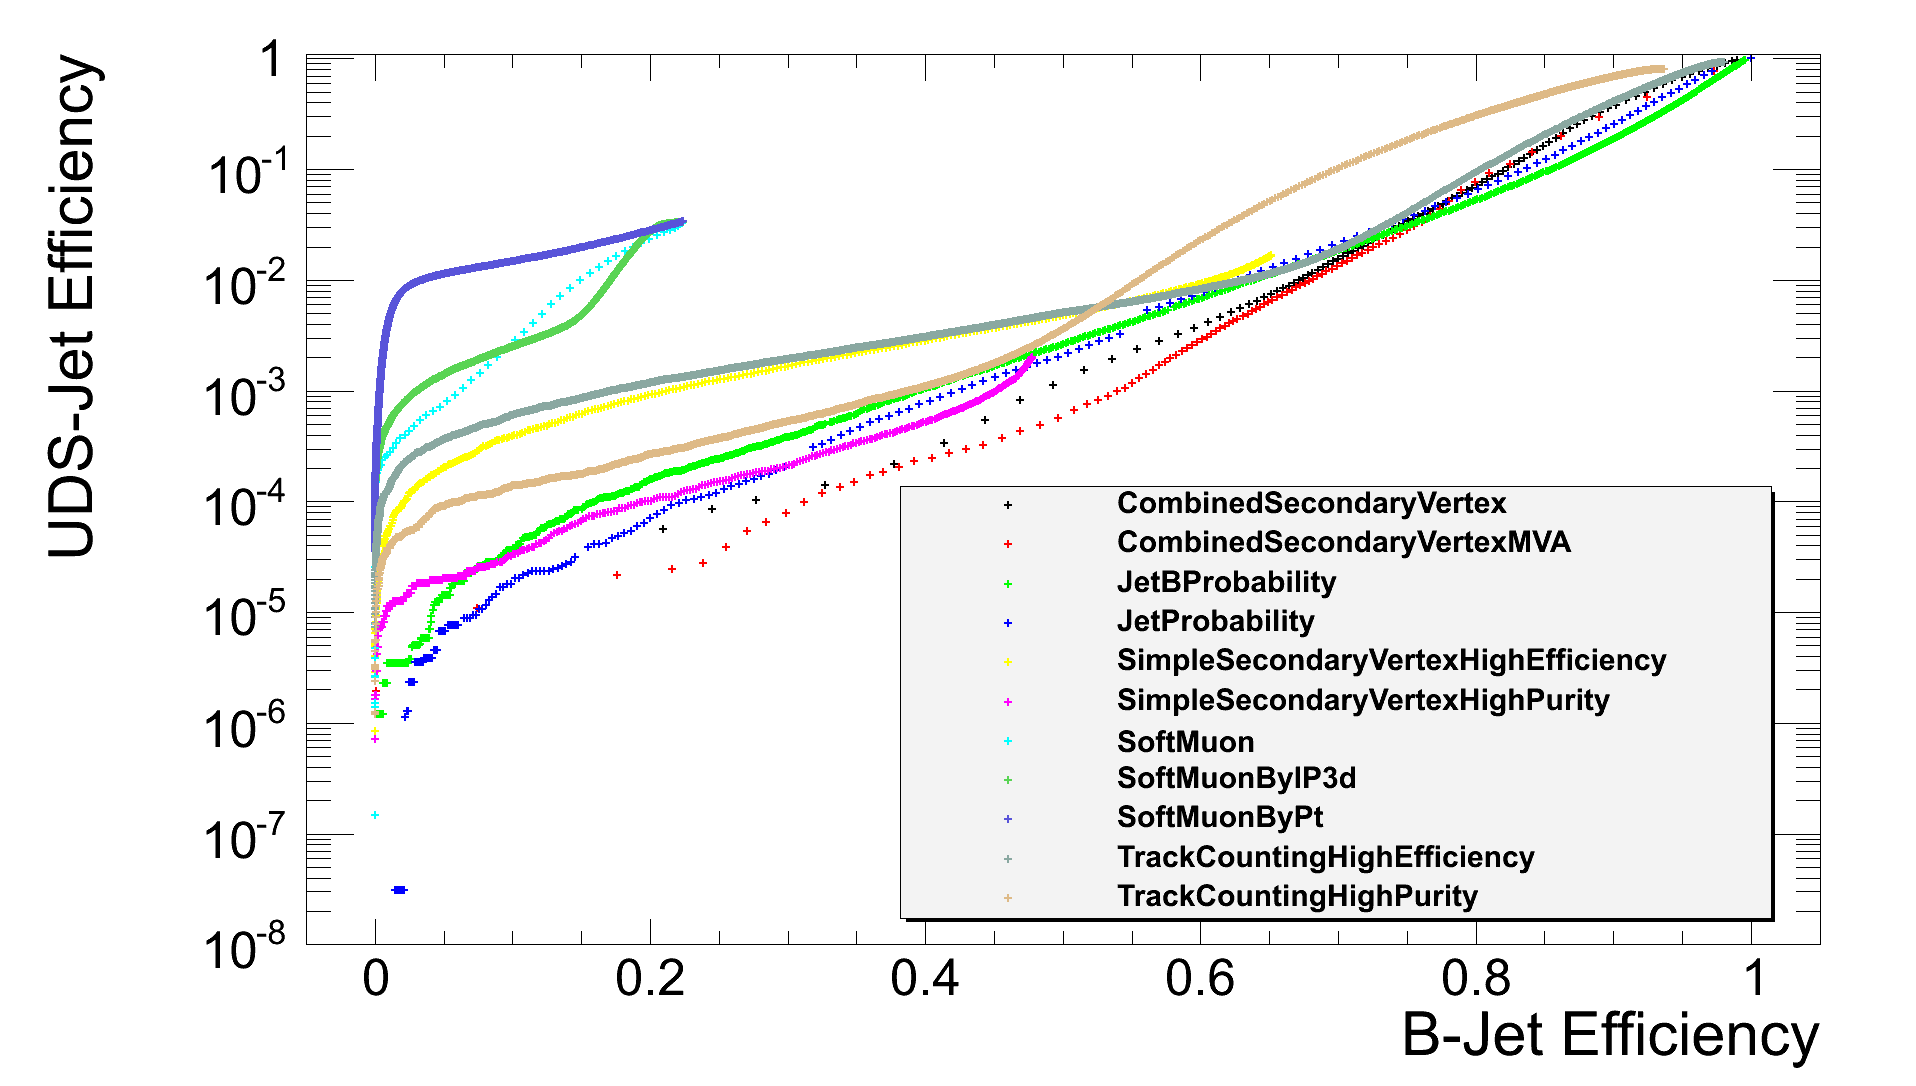 UDS-Jet Efficiency
1
10-1
10-2
10-3
10-4
10-5
10-6
10-7
10-8
CombinedSecondaryVertex
CombinedSecondaryVertexMVA
JetBProbability
JetProbability
SimpleSecondaryVertexHighEfficiency
SimpleSecondaryVertexHighPurity
SoftMuon
SoftMuonByIP3d
SoftMuonByPt
TrackCountingHighEfficiency
TrackCountingHighPurity
0 0.2 0.4 0.6 0.8 1
B-Jet Efficiency